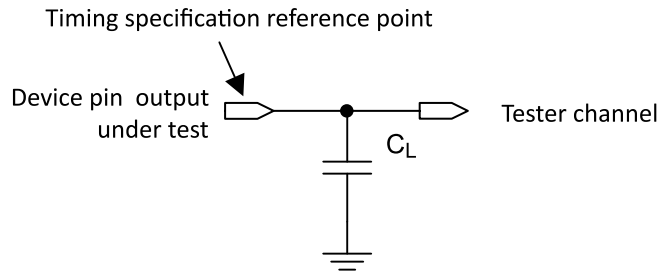 Timing specification reference point
Device pin output
under test
Tester channel
CL